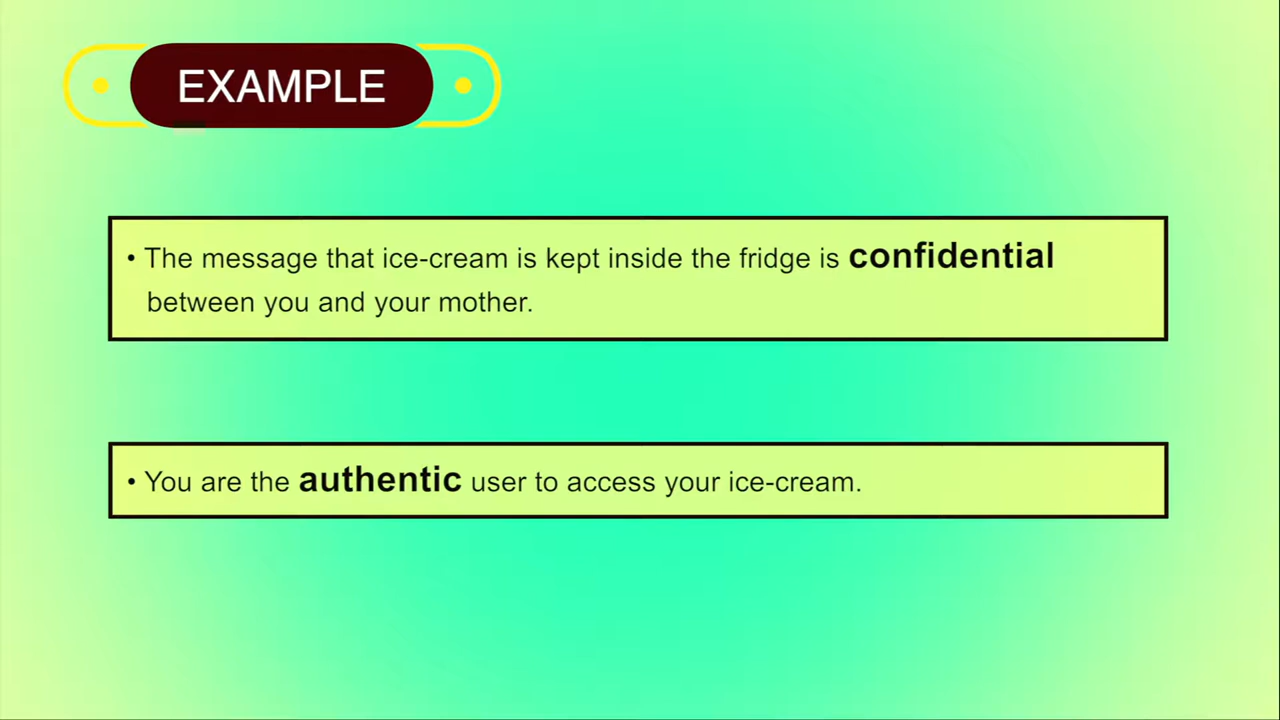 EXAMPLE
• The message that ice-cream is kept inside the fridge is confidential
between you and your mother.
• You are the authentic user to access your ice-cream.